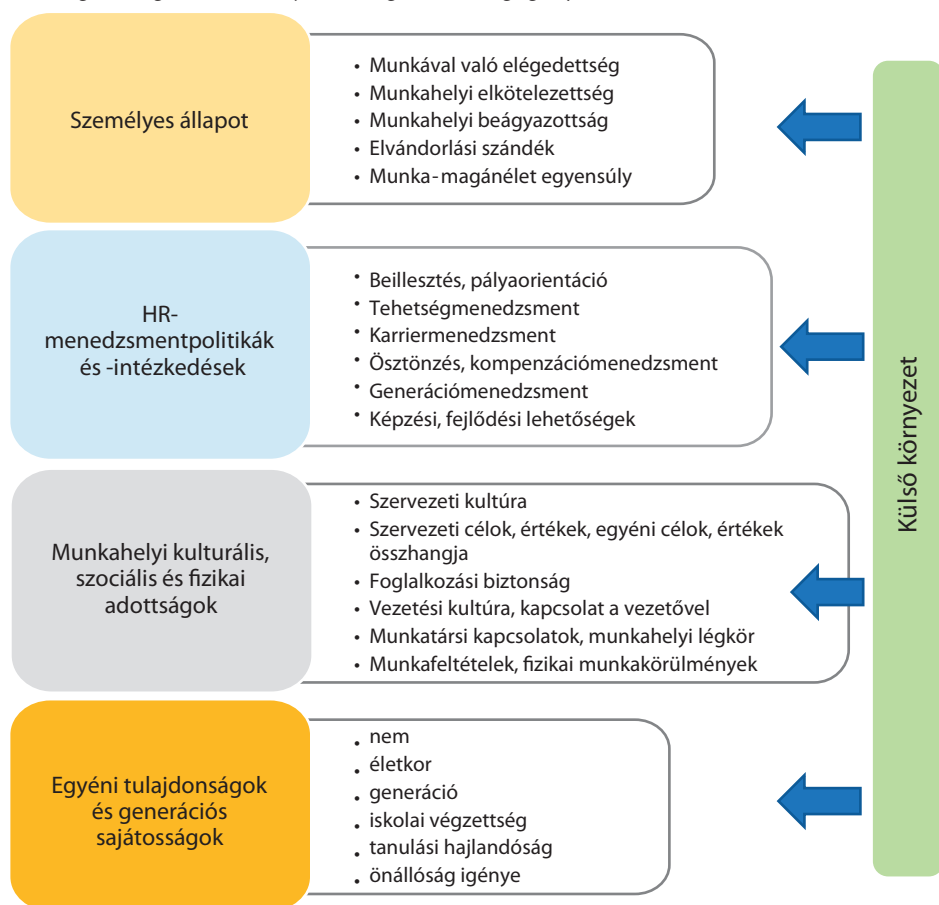 Személyes állapot
• Munkával való elégedettség
• Munkahelyi elkötelezettség
• Munkahelyi beágyazottság
• Elvándorlási szándék
• Munka-magánélet egyensúly
HR-
menedzsmentpolitikák
és -intézkedések
• Beillesztés, pályaorientáció
• Tehetségmenedzsment
• Karriermenedzsment
• Ösztönzés, kompenzációmenedzsment
• Generációmenedzsment
• Képzési, fejlődési lehetőségek
Munkahelyi kulturális,
szociális és fizikai
adottságok
• Szervezeti kultúra
• Szervezeti célok, értékek, egyéni célok, értékek
összhangja
• Foglalkozási biztonság
• Vezetési kultúra, kapcsolat a vezetővel
• Munkatársi kapcsolatok, munkahelyi légkör
• Munkafeltételek, fizikai munkakörülmények
Egyéni tulajdonságok
és generációs
sajátosságok
• nem
• életkor
• generáció
• iskolai végzettség
• tanulási hajlandóság
• önállóság igénye
Külső környezet